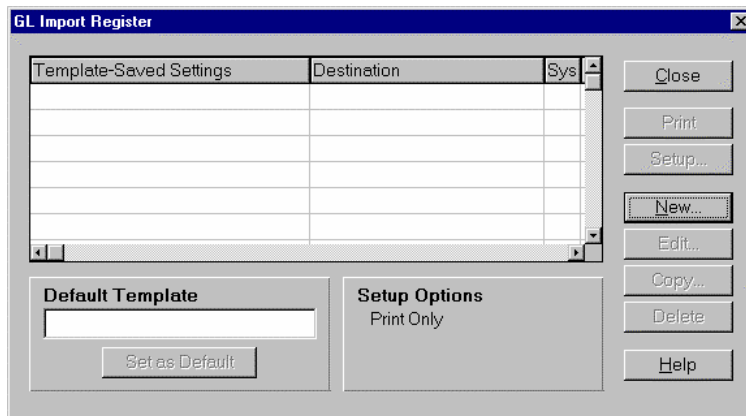 GL Import Register
Template-Saved Settings Destination Sys
Close
Print
Setup...
New...
Edit...
Copy...
Delete
Help
Default Template
Set as Default
Setup Options
Print Only